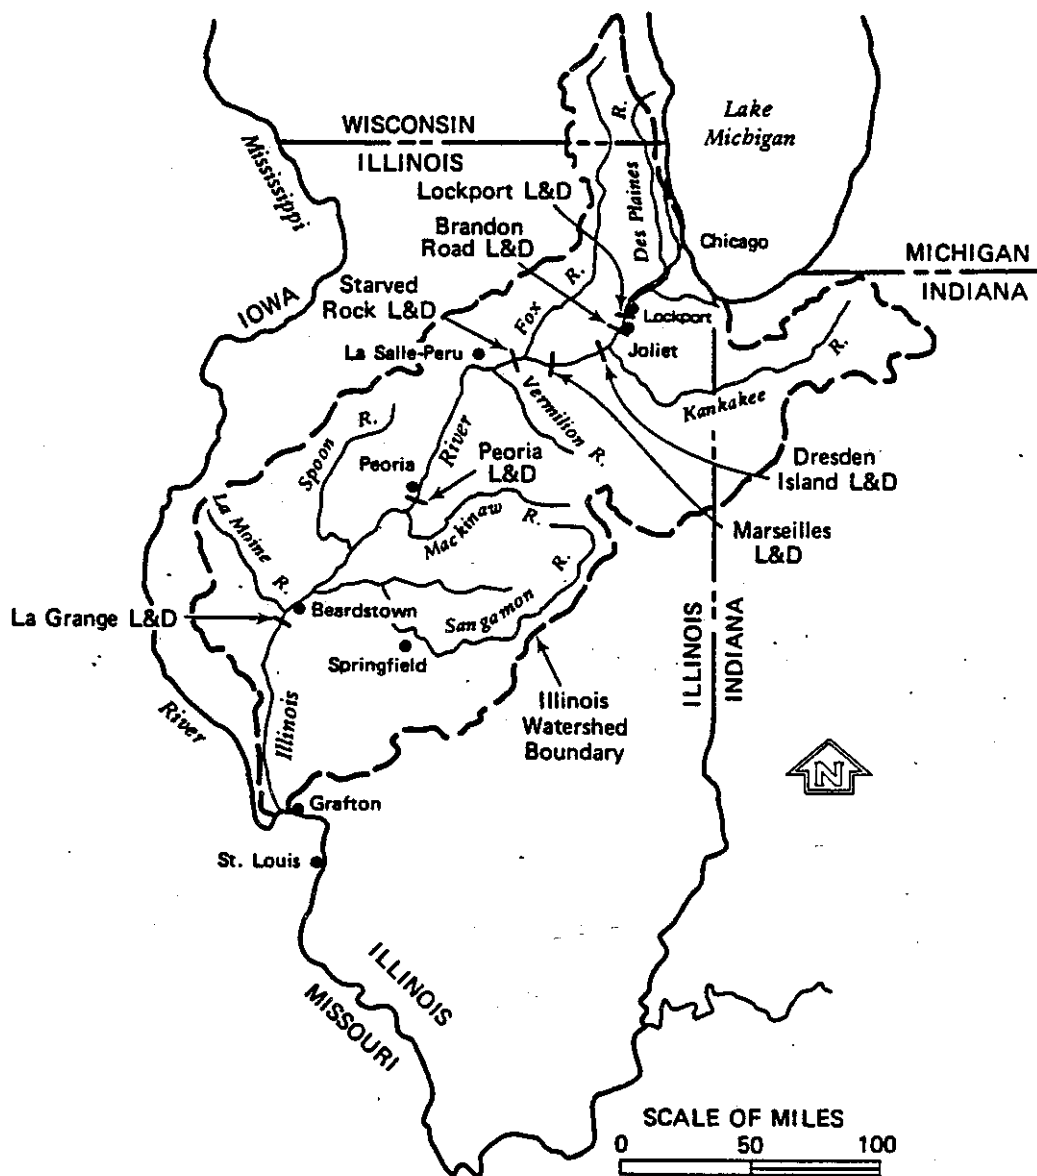 Lake
Michigan
WISCONSIN
ILLINOIS
Mississippi
R.
Des Plaines
Lockport L&D
Brandon
Road L&D
Chicago
MICHIGAN
INDIANA
Starved
Rock L&D
IOWA
Fox
R.
Lockport
Joliet
La Salle-Peru
Vermilion
R.
Kankakee
R.
Spoon
R.
River
Peoria
Peoria
L&D
Dresden
Island L&D
Mackinaw
R.
Marseilles
L&D
La Moine
R.
R.
Sangamon
La Grange L&D
Beardstown
Springfield
ILLINOIS
INDIANA
River
Illinois
Illinois
Watershed
Boundary
N
Grafton
St. Louis
ILLINOIS
MISSOURI
SCALE OF MILES
0 50 100